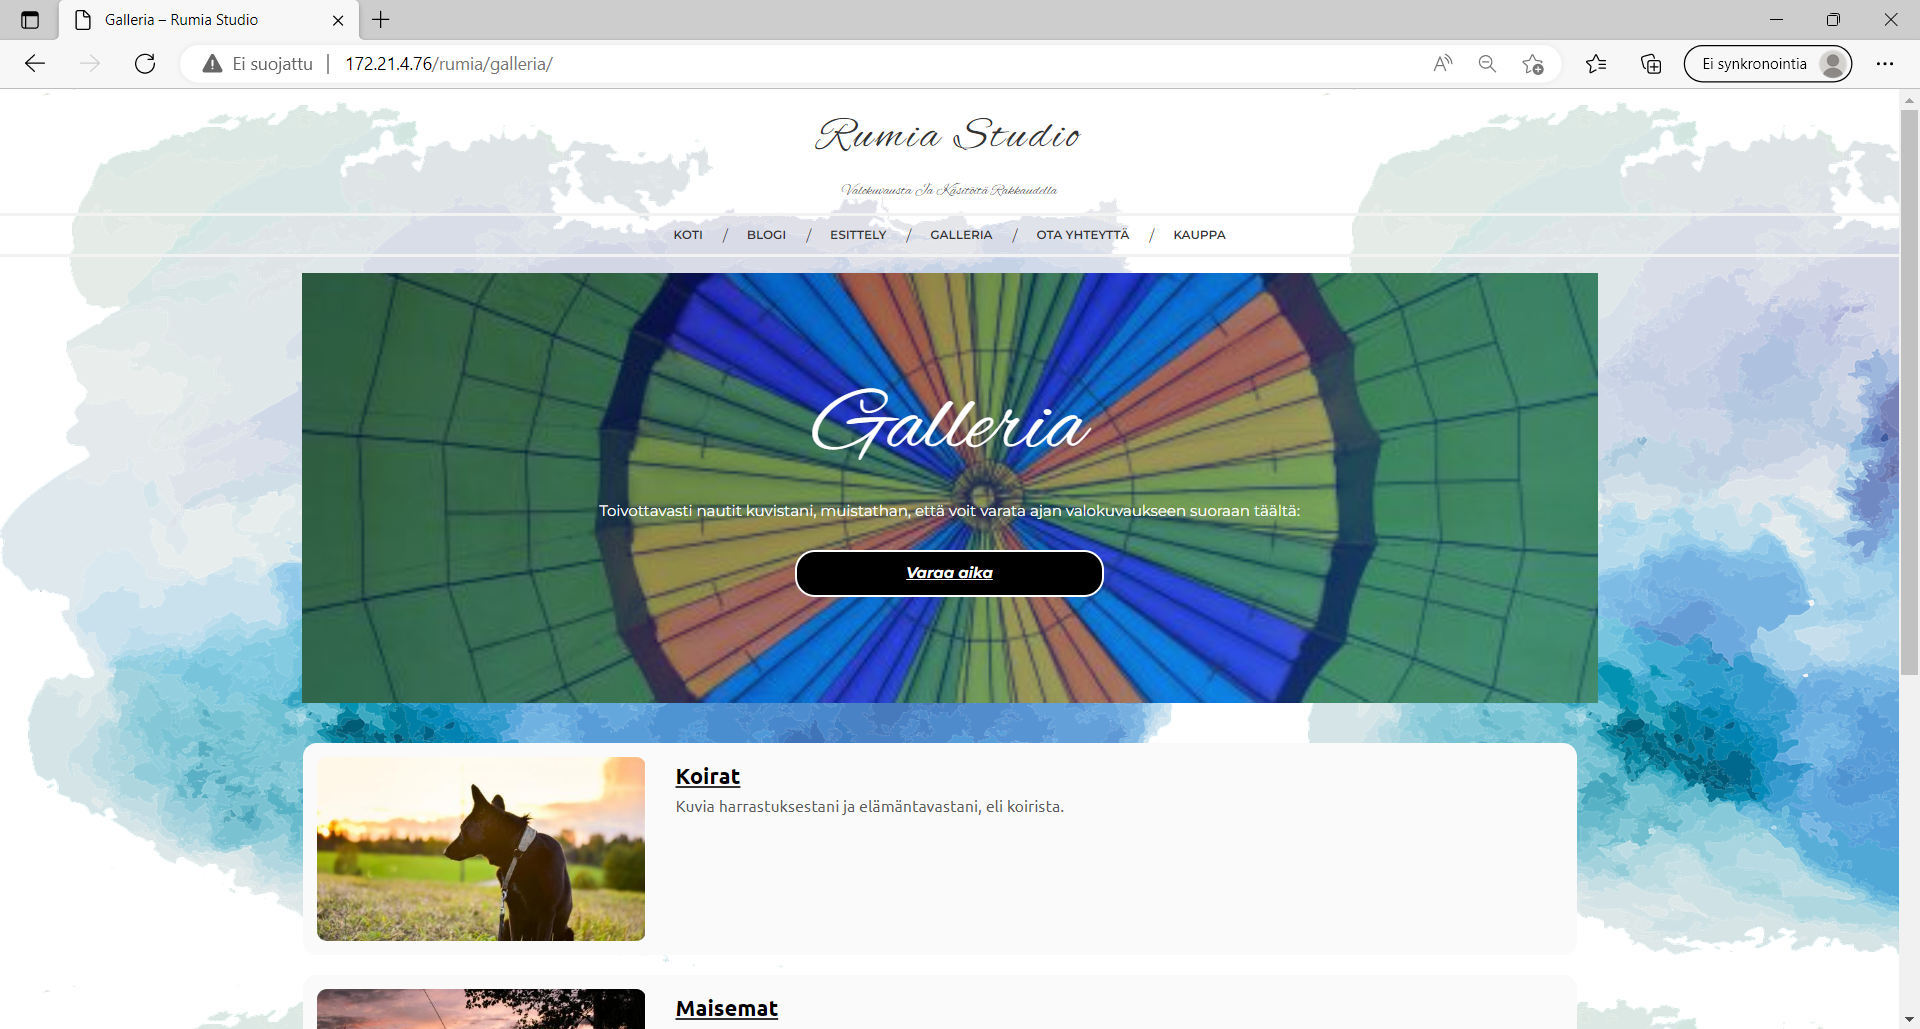 Galleria – Rumia Studio
Ei suojattu
172.21.4.76/rumia/galleria/
Ei synkronointia
Rumia Studio
Valokuvausta Ja Käsitöitä Rakkaudella
KOTI / BLOGI / ESITTELY / GALLERIA / OTA YHTEYTTÄ / KAUPPA
Galleria
Toivottavasti nautit kuvistani, muistathan, että voit varata ajan valokuvaukseen suoraan täältä:
Varaa aika
Koirat
Kuvia harrastuksestani ja elämäntavastani, eli koirista.
Maisemat